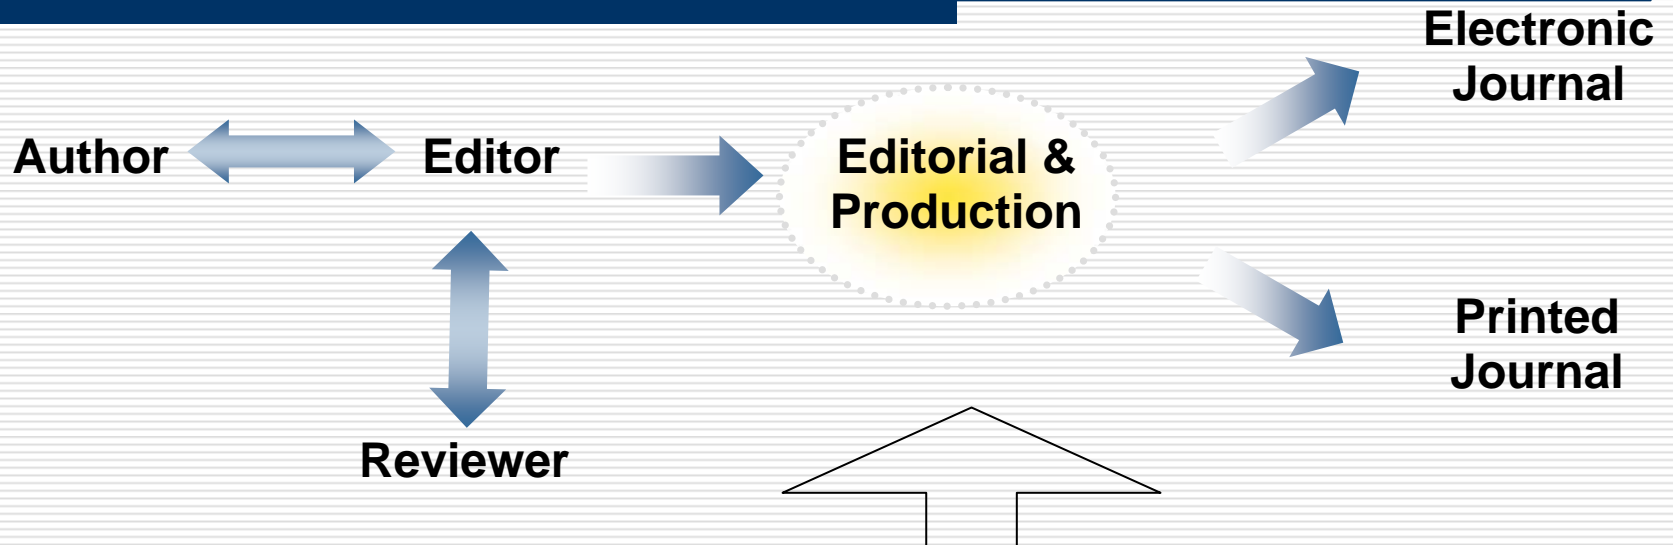 Electronic
Journal
Author
Editor
Editorial &
Production
Printed
Journal
Reviewer